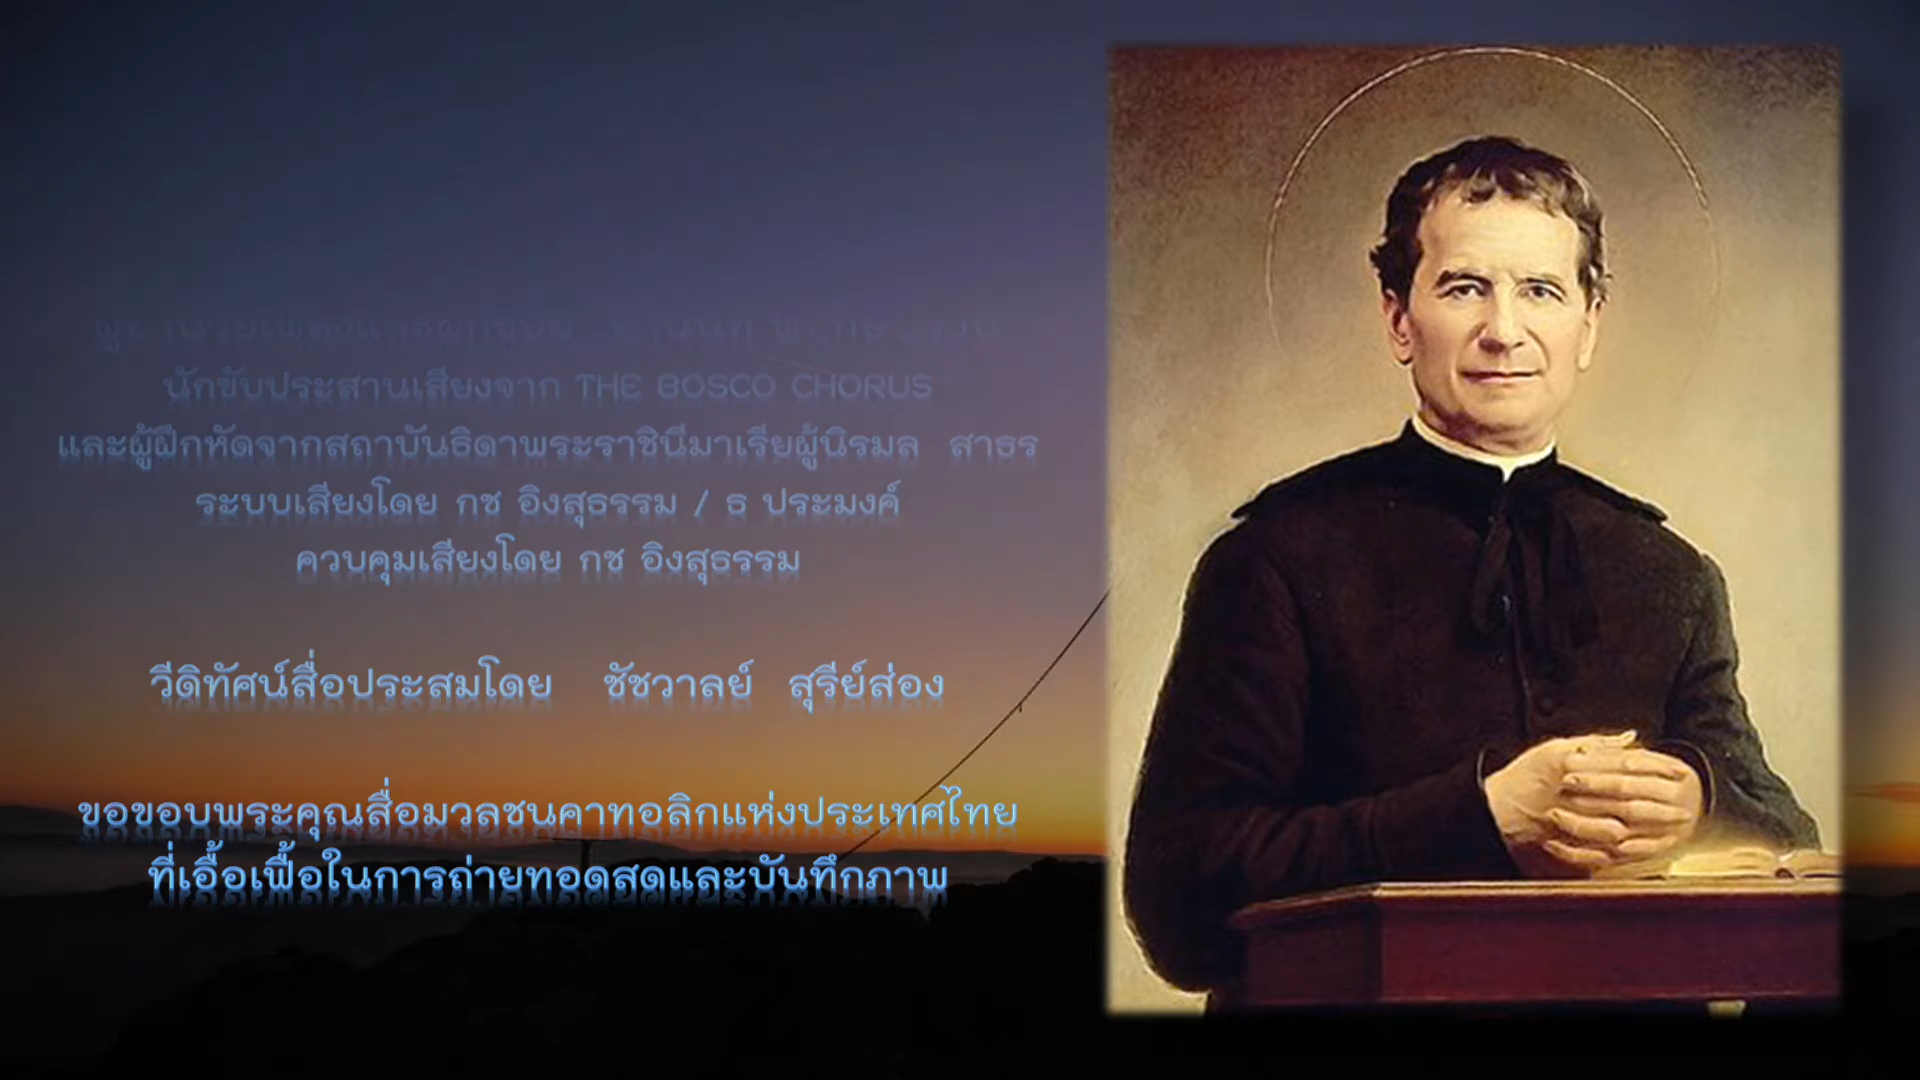 นักขับประสานเสียงจาก THE BOSCO CHORUS
และผู้ฝึกหัดจากสถาบันธิดาพระราชินีมาเรียผู้นิรมล สาธร
ระบบเสียงโดย กช อิงสุธรรม / ธ ประมงค์
ควบคุมเสียงโดย กช อิงสุธรรม
วีดิทัศน์สื่อประสมโดย ชัชวาลย์ สุรีย์ส่อง
ขอขอบพระคุณสื่อมวลชนคาทอลิกแห่งประเทศไทย
ที่เอื้อเฟื้อในการถ่ายทอดสดและบันทึกภาพ